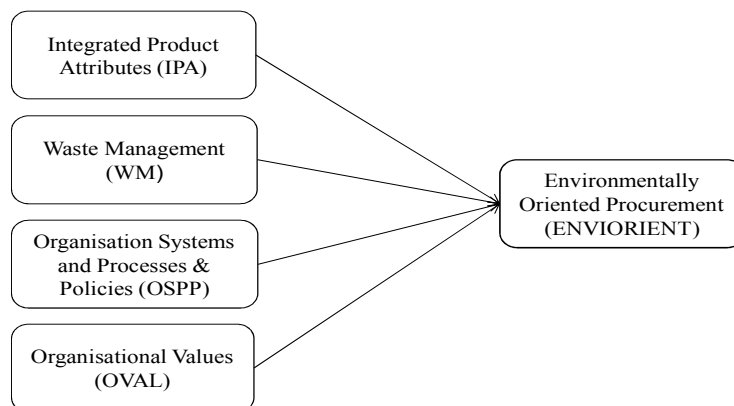 Integrated Product
Attributes (IPA)
Waste Management
(WM)
Organisation Systems
and Processes &
Policies (OSPP)
Organisational Values
(OVAL)
Environmentally
Oriented Procurement
(ENVIORIENT)